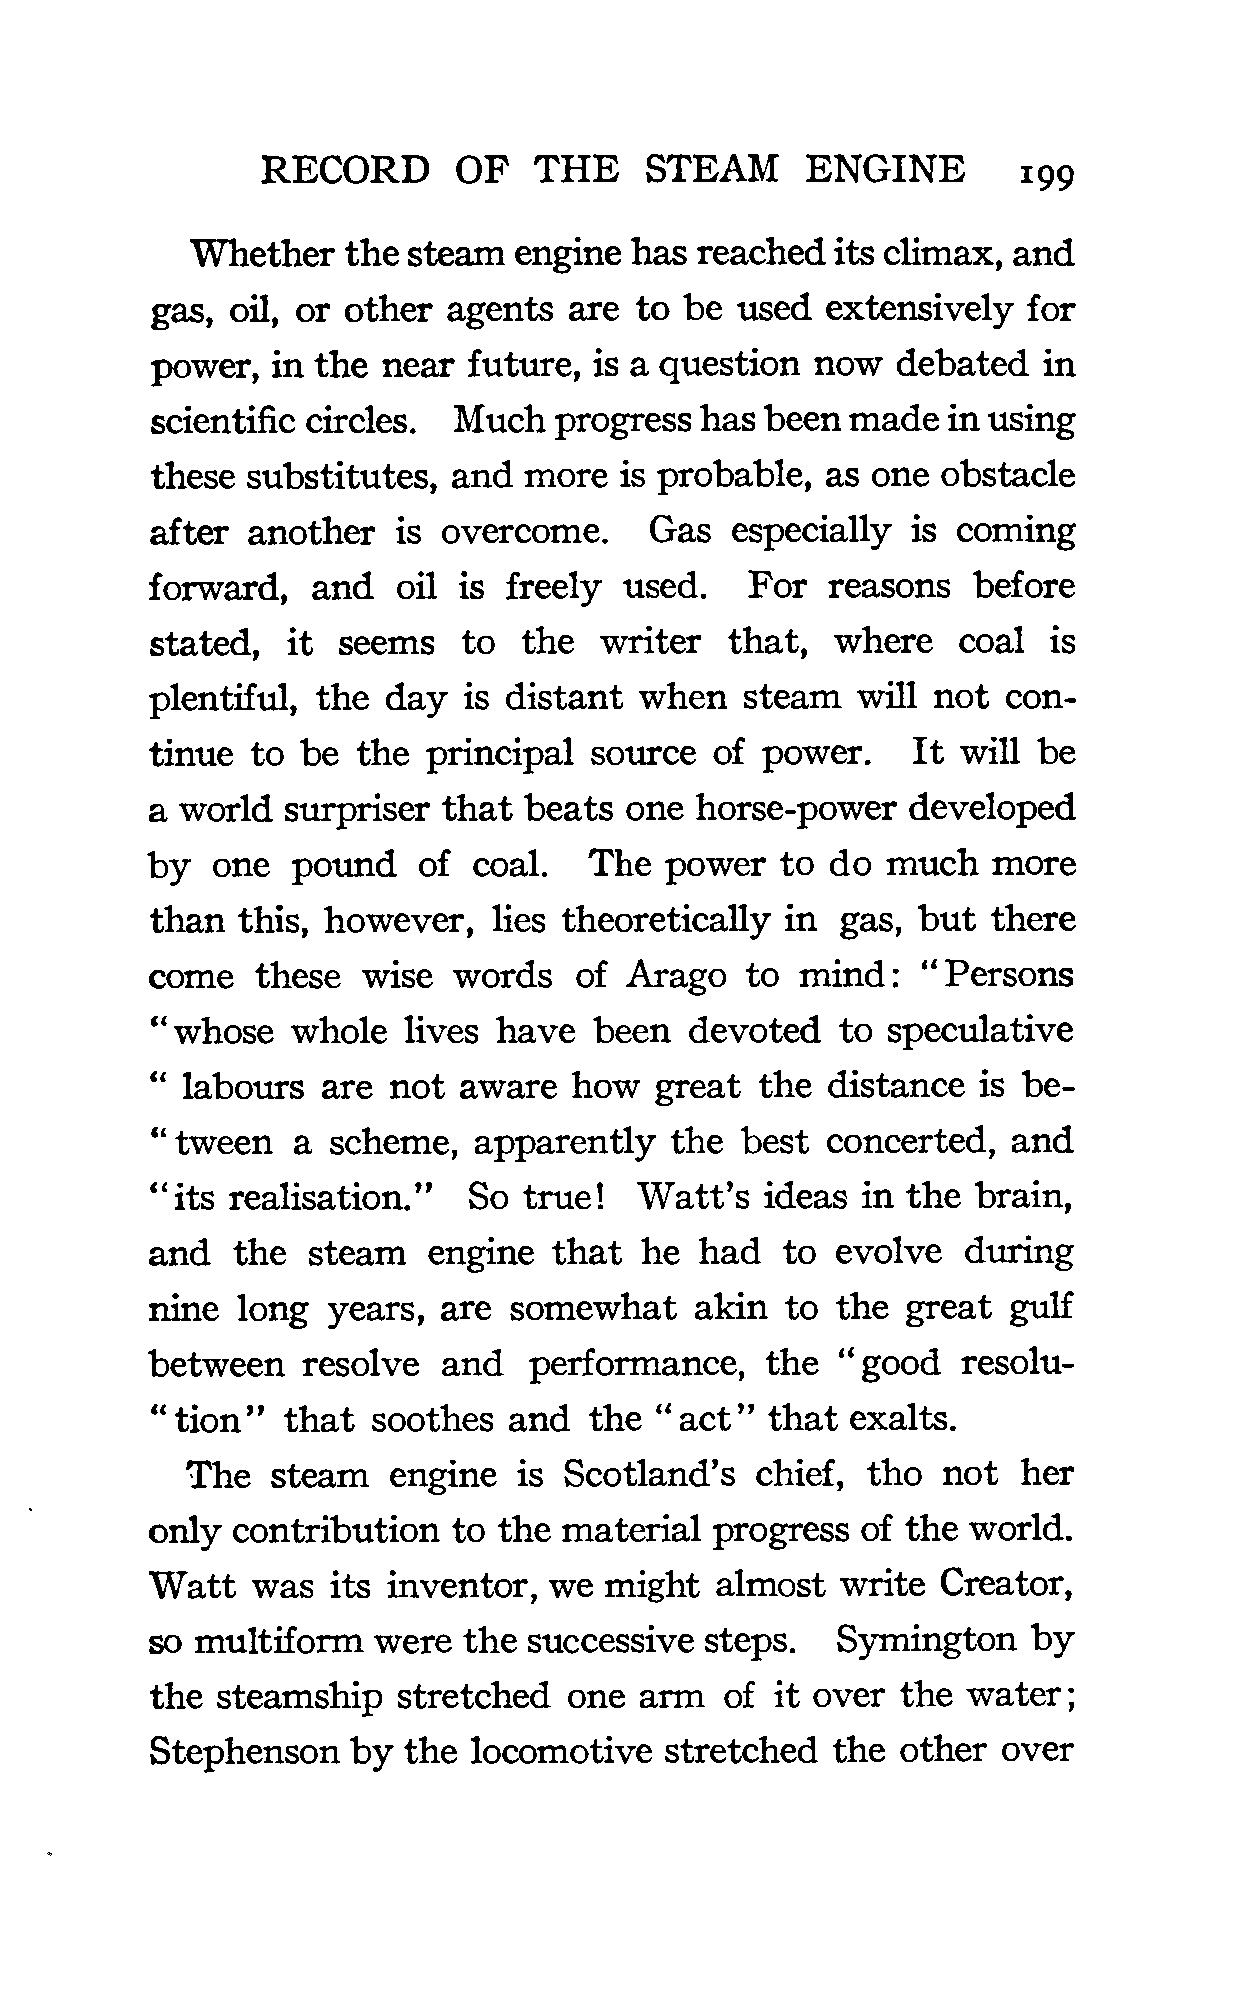 RECORD OF THE STEAM ENGINE 199
Whether the steam engine has reached its climax, and
gas, oil, or other agents are to be used extensively for
power, in the near future, is a question now debated in
scientific circles. Much progress has been made in using
these substitutes, and more is probable, as one obstacle
after another is overcome. Gas especially is coming
forward, and oil is freely used. For reasons before
stated, it seems to the writer that, where coal is
plentiful, the day is distant when steam will not con-
tinue to be the principal source of power. It will be
a world surpriser that beats one horse-power developed
by one pound of coal. The power to do much more
than this, however, lies theoretically in gas, but there
come these wise words of Arago to mind: "Persons
"whose whole lives have been devoted to speculative
" labours are not aware how great the distance is be-
"tween a scheme, apparently the best concerted, and
"its realisation." So true! Watt's ideas in the brain,
and the steam engine that he had to evolve during
nine long years, are somewhat akin to the great gulf
between resolve and performance, the "good resolu-
"tion" that soothes and the "act" that exalts.
The steam engine is Scotland's chief, tho not her
only contribution to the material progress of the world.
Watt was its inventor, we might almost write Creator,
so multiform were the successive steps. Symington by
the steamship stretched one arm of it over the water;
Stephenson by the locomotive stretched the other over